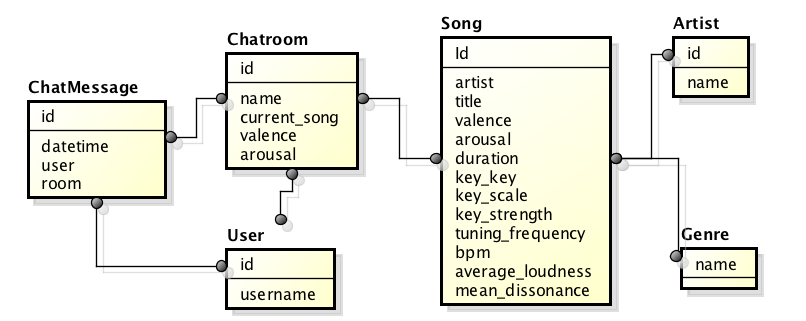 ChatMessage
id
datetime
user
room
Chatroom
id
name
current_song
valence
arousal
User
id
username
Song
Id
artist
title
valence
arousal
duration
key_key
key_scale
key_strength
tuning_frequency
bpm
average_loudness
mean_dissonance
Artist
id
name
Genre
name